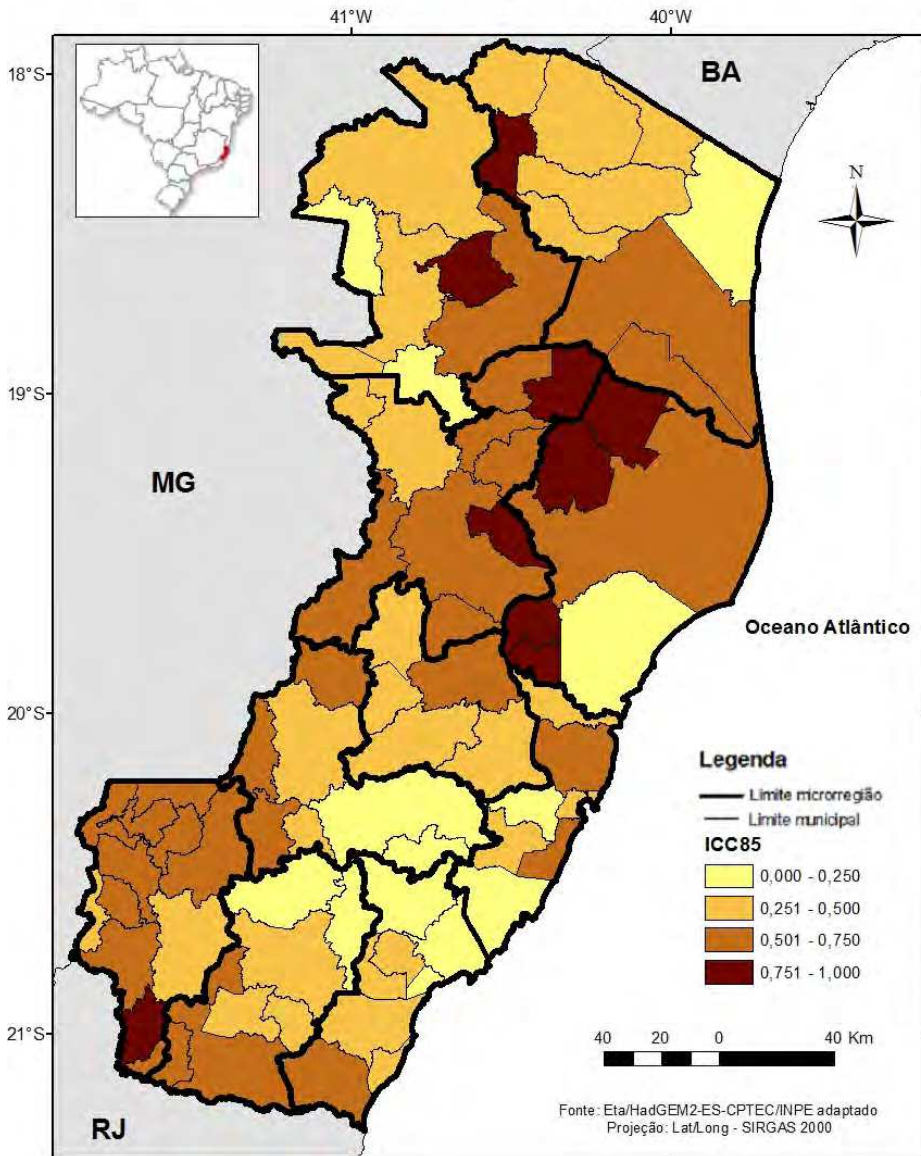 41°W
40°W
18°S
BA
N
19°S
MG
Oceano Atlântico
20°S
Legenda
Límite microrregião
Límite municipal
ICC85
0,000 - 0,250
0,251 - 0,500
0,501 - 0,750
0,751 - 1,000
21°S
40 20 0 40 Km
Fonte: Eta/HadGEM2-ES-CPTEC/INPE adaptado
Projeção: Lat/Long - SIRGAS 2000
RJ